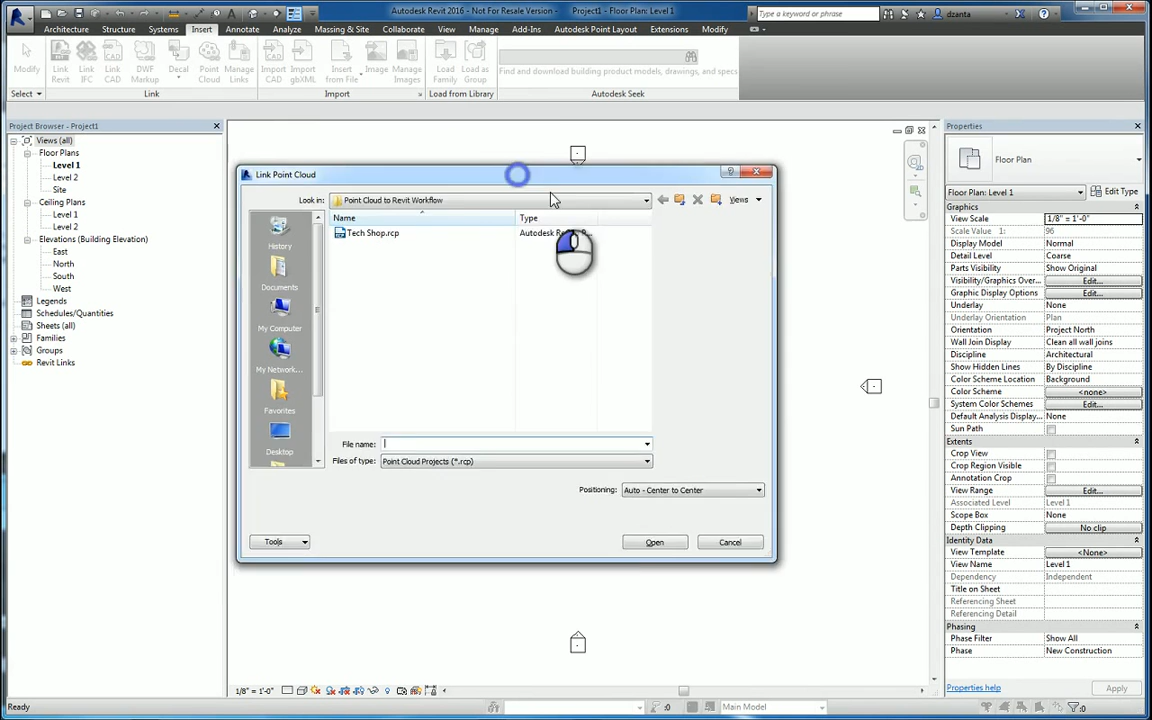 Autodesk Revit 2016 - Not For Resale Version - Project1 - Floor Plan: Level 1
Type a keyword or phrase
dzanta
Architecture Structure Systems Insert Annotate Analyze Massing & Site Collaborate View Manage Add-Ins Autodesk Point Layout Extensions Modify
Modify
Link Revit
Link IFC
Link CAD
DWF Markup
Decal
Point Cloud
Manage Links
Import CAD
Import gbXML
Insert from File
Image
Manage Images
Load Family
Load as Group
Find and download building product models, drawings, and specs
Select Link Import Load from Library Autodesk Seek
Project Browser - Project1
Views (all)
Floor Plans
Level 1
Level 2
Site
Ceiling Plans
Level 1
Level 2
Elevations (Building Elevation)
East
North
South
West
Legends
Schedules/Quantities
Sheets (all)
Families
Groups
Revit Links
Link Point Cloud
Look in: Point Cloud to Revit Workflow
Views
Name Type
Tech Shop.rcp
History
Documents
My Computer
My Network...
Favorites
Desktop
File name:
Files of type: Point Cloud Projects (*.rcp)
Positioning: Auto - Center to Center
Tools Open Cancel
Properties
Floor Plan
Floor Plan: Level 1 Edit Type
Graphics
View Scale 1/8" = 1'-0"
Scale Value 1: 96
Display Model Normal
Detail Level Coarse
Parts Visibility Show Original
Visibility/Graphics Over... Edit...
Graphic Display Options Edit...
Underlay None
Underlay Orientation Plan
Orientation Project North
Wall Join Display Clean all wall joins
Discipline Architectural
Show Hidden Lines By Discipline
Color Scheme Location Background
Color Scheme <none>
System Color Schemes Edit...
Default Analysis Display... None
Sun Path
Extents
Crop View
Crop Region Visible
Annotation Crop
View Range Edit...
Associated Level Level 1
Scope Box None
Depth Clipping No clip
Identity Data
View Template <None>
View Name Level 1
Dependency Independent
Title on Sheet
Referencing Sheet
Referencing Detail
Phasing
Phase Filter Show All
Phase New Construction
Properties help Apply
1/8" = 1'-0"
Ready
:0
Main Model
:0